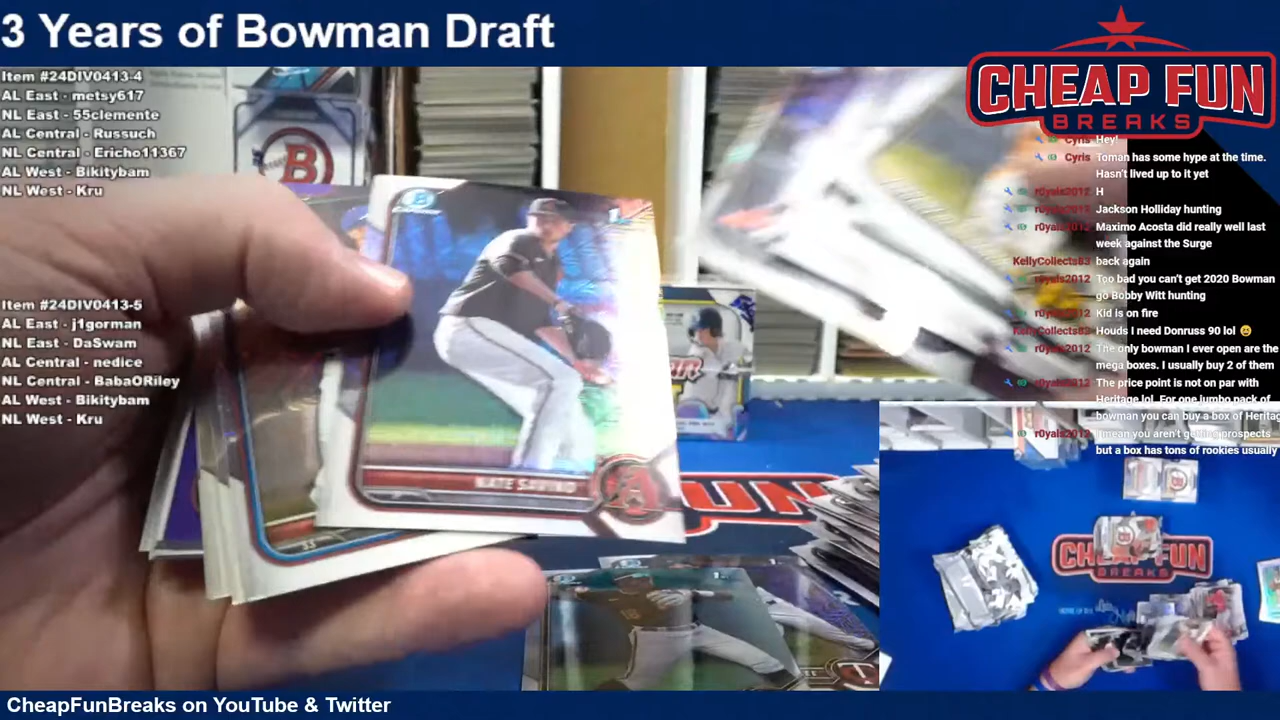 3 Years of Bowman Draft
Item #24DIV0413-4
AL East - metsy617
NL East - 55clemente
AL Central - Russuch
NL Central - Ericho11367
AL West - Bikitybam
NL West - Kru
Item #24DIV0413-5
AL East - j1gorman
NL East - DaSwam
AL Central - nedice
NL Central - BabaORiley
AL West - Bikitybam
NL West - Kru
CHEAP FUN
BREAKS
Cyris Hey!
Cyris Toman has some hype at the time.
Hasn't lived up to it yet
r0yals2012 H
r0yals2012 Jackson Holliday hunting
r0yals2012 Maximo Acosta did really well last
week against the Surge
KellyCollects83 back again
r0yals2012 Too bad you can't get 2020 Bowman
go Bobby Witt hunting
r0yals2012 Kid is on fire
KellyCollects83 Houds I need Donruss 90 lol
r0yals2012 The only bowman I ever open are the
mega boxes. I usually buy 2 of them
r0yals2012 The price point is not on par with
Heritage lol. For one jumbo pack of
bowman you can buy a box of Heritag
r0yals2012 I mean you aren't getting prospects
but a box has tons of rookies usually
B
NATE SAVINO
A
UN
CHEAP FUN
BREAKS
CheapFunBreaks on YouTube & Twitter